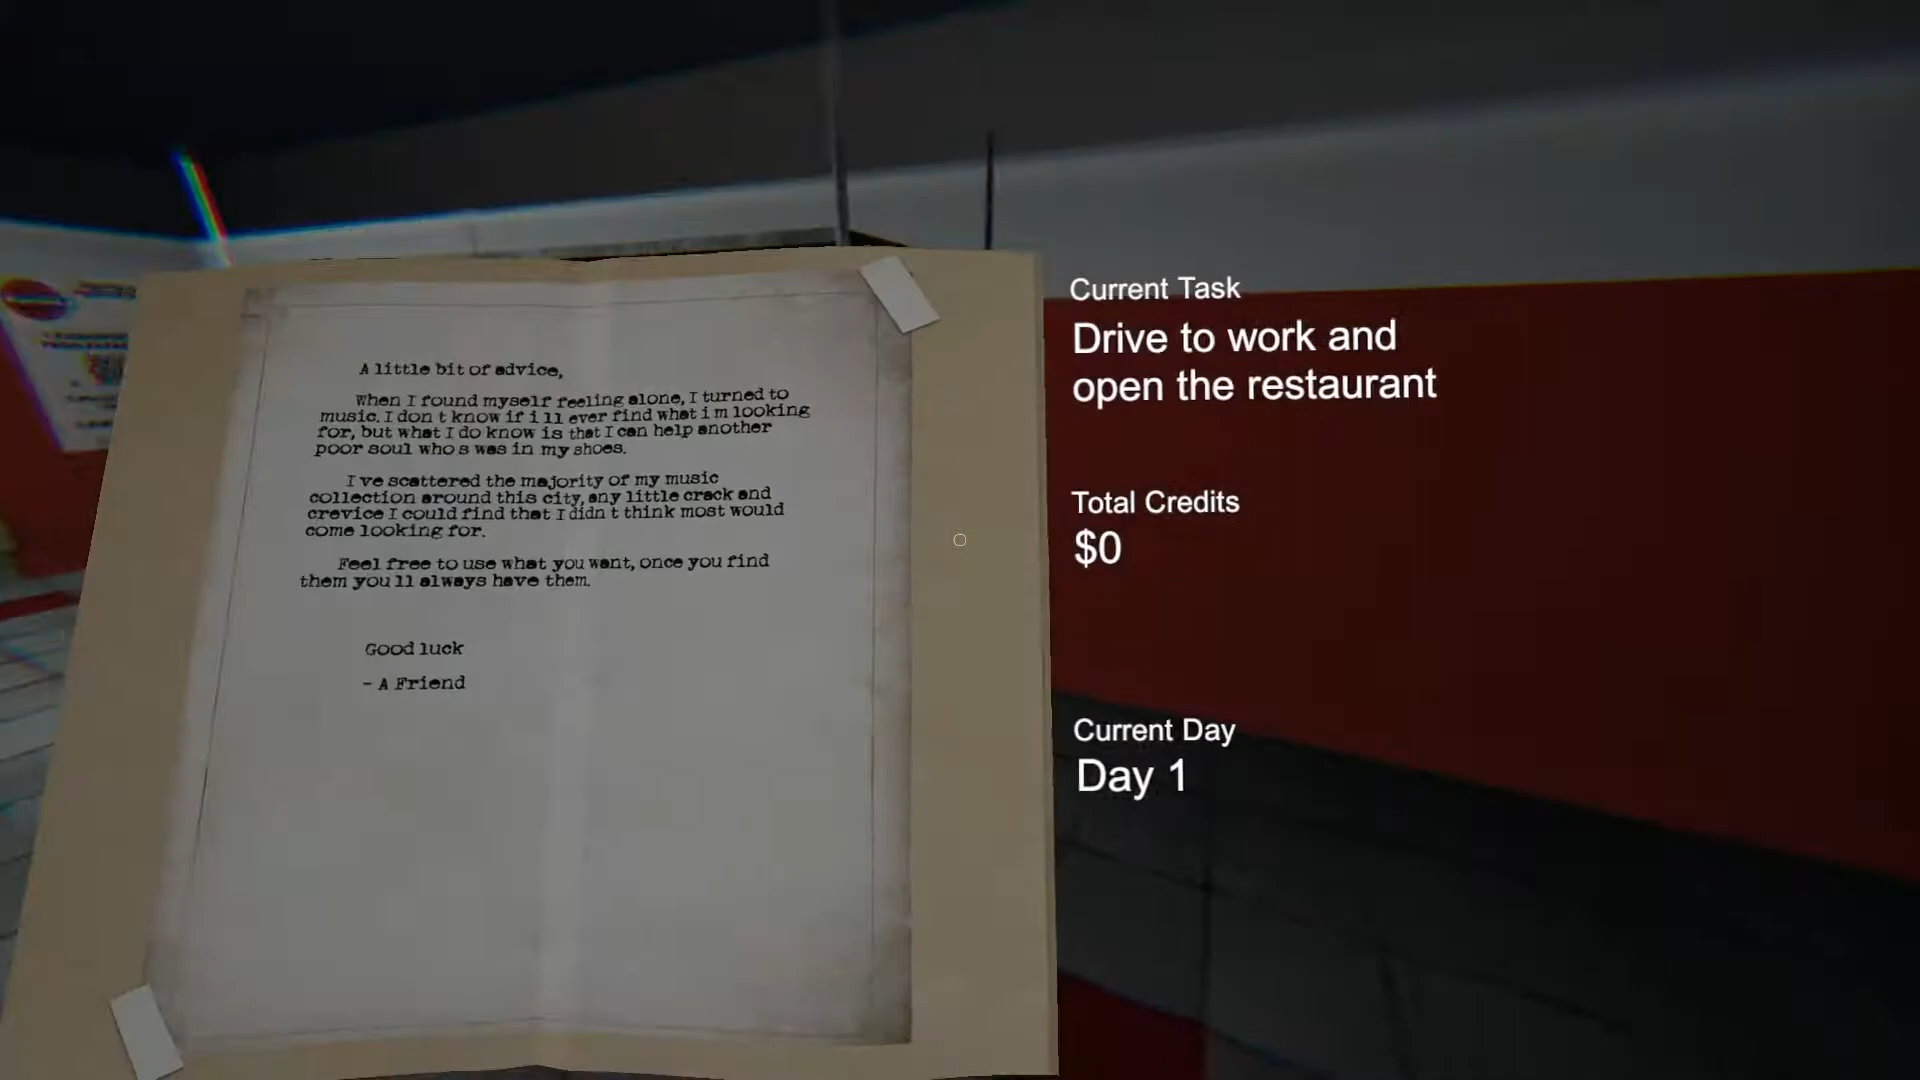 A little bit of advice,
When I found myself feeling alone, I turned to
music. I don t know if i ll ever find what i m looking
for, but what I do know is that I can help another
poor soul who s was in my shoes.
I ve scattered the majority of my music
collection around this city, any little crack and
crevice I could find that I didn t think most would
come looking for.
Feel free to use what you want, once you find
them you ll always have them.
Good luck
- A Friend
Current Task
Drive to work and
open the restaurant
Total Credits
$0
Current Day
Day 1